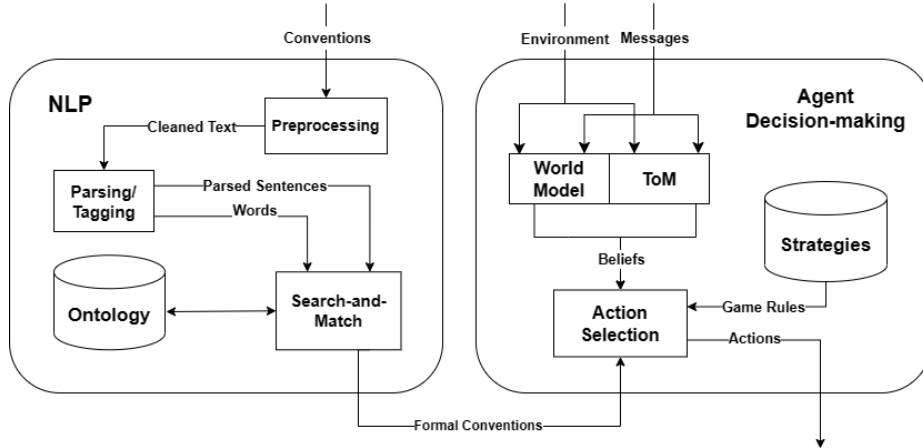 Conventions
Environment
Messages
NLP
Agent
Decision-making
Preprocessing
Cleaned Text
Parsing/
Tagging
Parsed Sentences
Words
World
Model
ToM
Strategies
Beliefs
Ontology
Search-and-
Match
Action
Selection
Game Rules
Actions
Formal Conventions